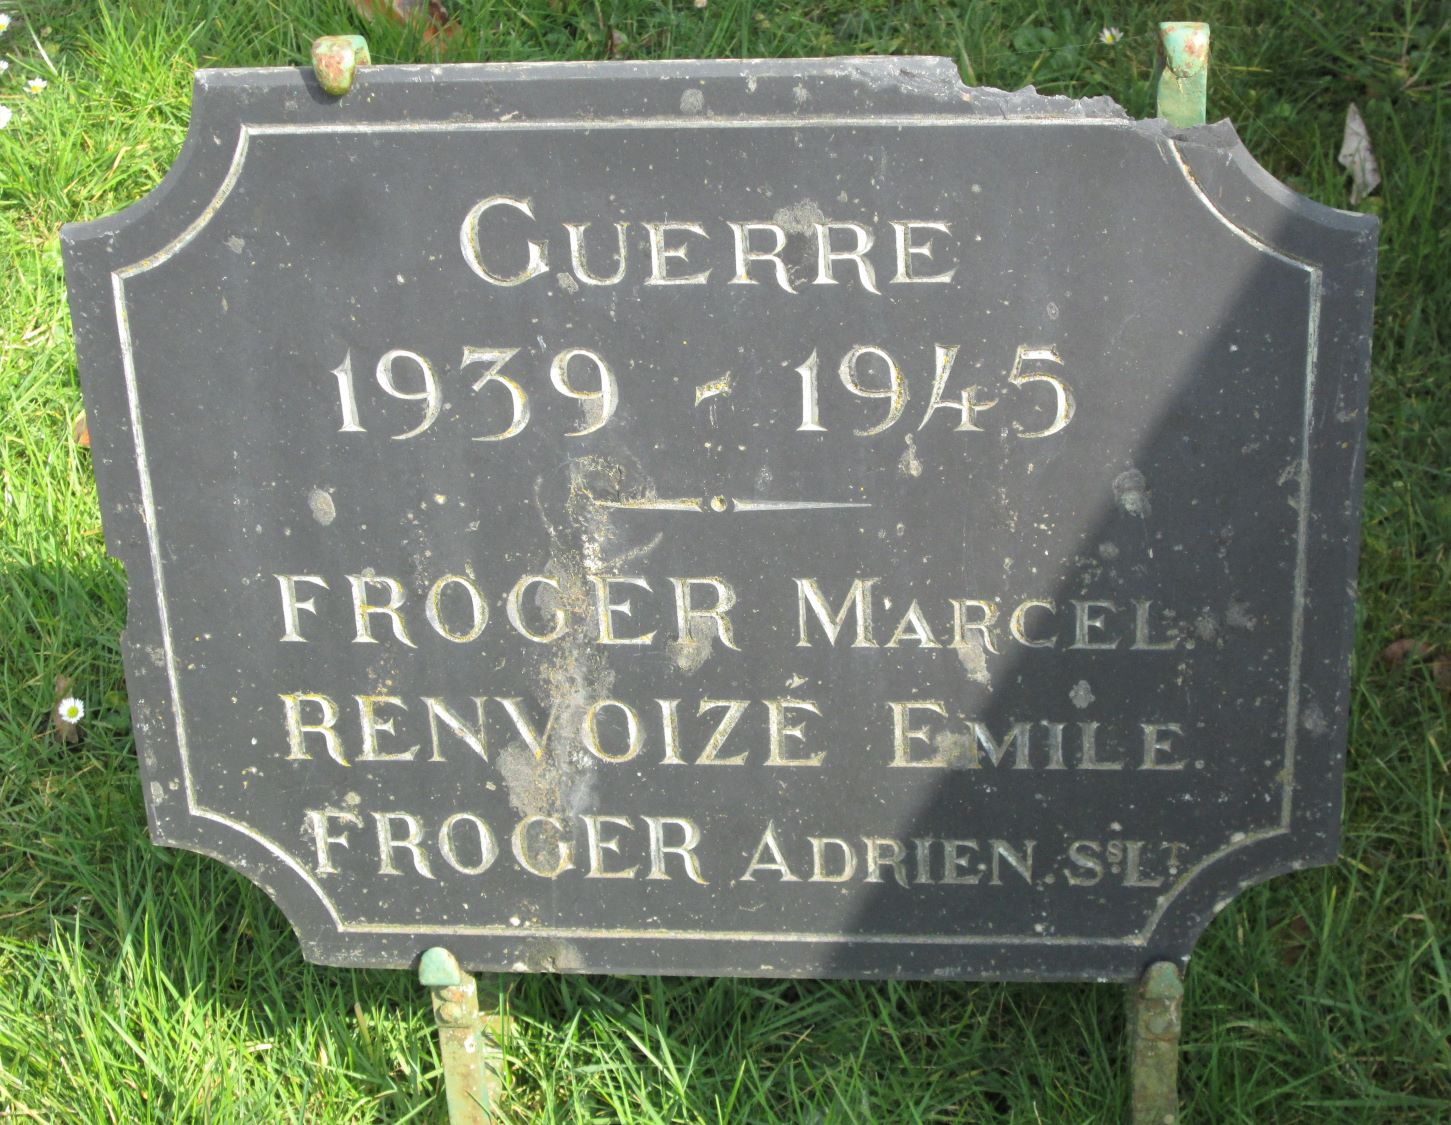 GUERRE
1939 - 1945
FROGER MARCEL.
RENVOIZÉ EMILE.
FROGER ADRIEN. SˢLᵀ